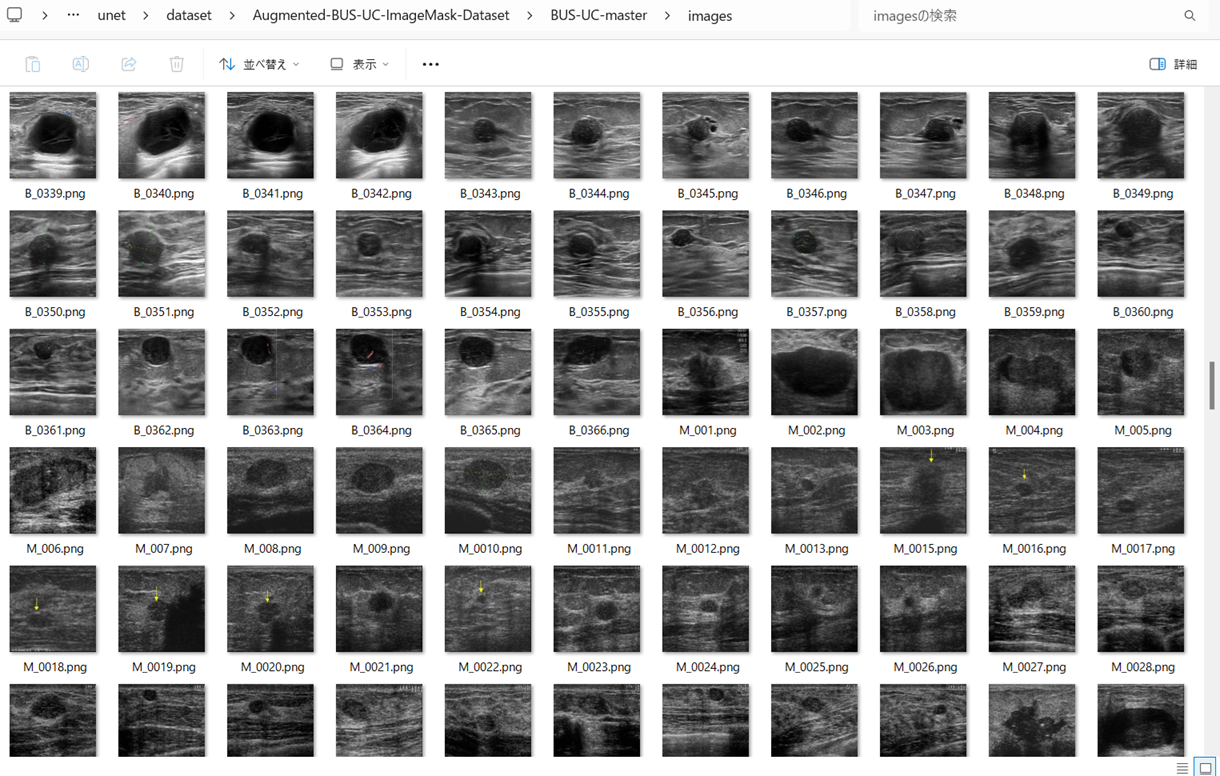 … unet dataset Augmented-BUS-UC-ImageMask-Dataset BUS-UC-master images imagesの検索
並べ替え 表示 … 詳細
B_0339.png B_0340.png B_0341.png B_0342.png B_0343.png B_0344.png B_0345.png B_0346.png B_0347.png B_0348.png B_0349.png
B_0350.png B_0351.png B_0352.png B_0353.png B_0354.png B_0355.png B_0356.png B_0357.png B_0358.png B_0359.png B_0360.png
B_0361.png B_0362.png B_0363.png B_0364.png B_0365.png B_0366.png M_001.png M_002.png M_003.png M_004.png M_005.png
M_006.png M_007.png M_008.png M_009.png M_0010.png M_0011.png M_0012.png M_0013.png M_0015.png M_0016.png M_0017.png
M_0018.png M_0019.png M_0020.png M_0021.png M_0022.png M_0023.png M_0024.png M_0025.png M_0026.png M_0027.png M_0028.png